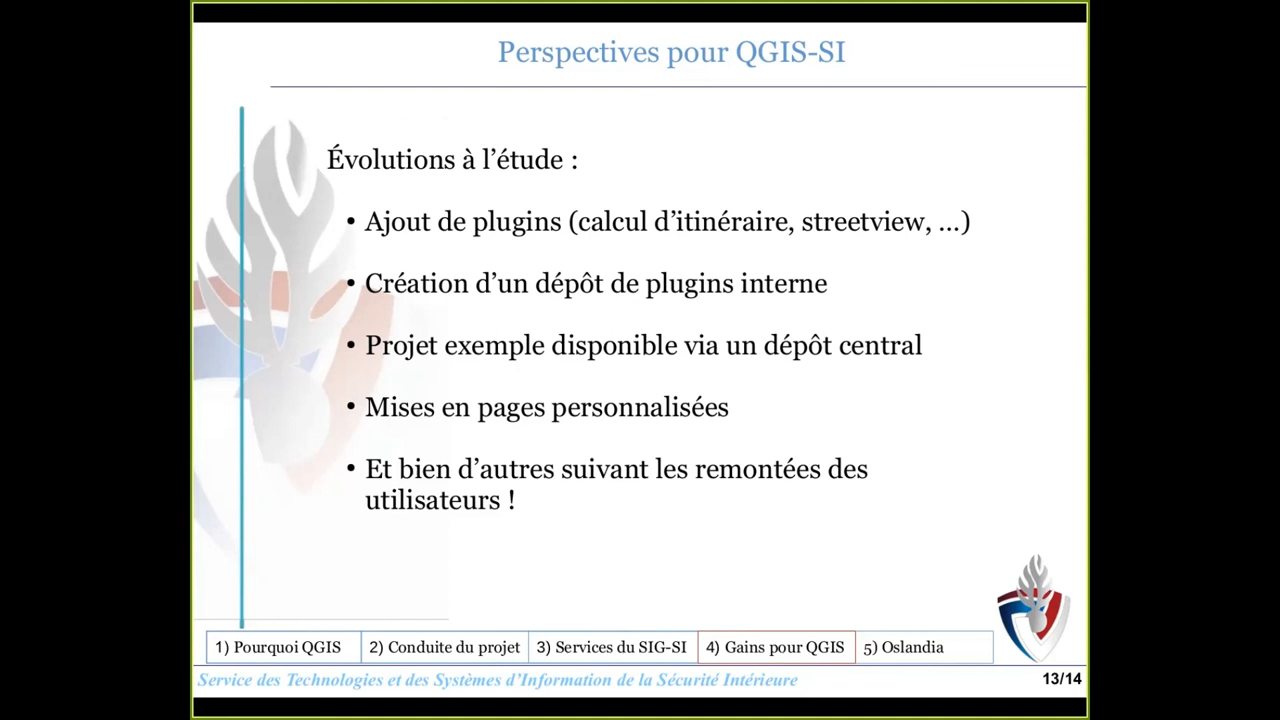 Perspectives pour QGIS-SI
Évolutions à l’étude :
• Ajout de plugins (calcul d’itinéraire, streetview, ...)
• Création d’un dépôt de plugins interne
• Projet exemple disponible via un dépôt central
• Mises en pages personnalisées
• Et bien d’autres suivant les remontées des
utilisateurs !
1) Pourquoi QGIS 2) Conduite du projet 3) Services du SIG-SI 4) Gains pour QGIS 5) Oslandia
Service des Technologies et des Systèmes d’Information de la Sécurité Intérieure 13/14